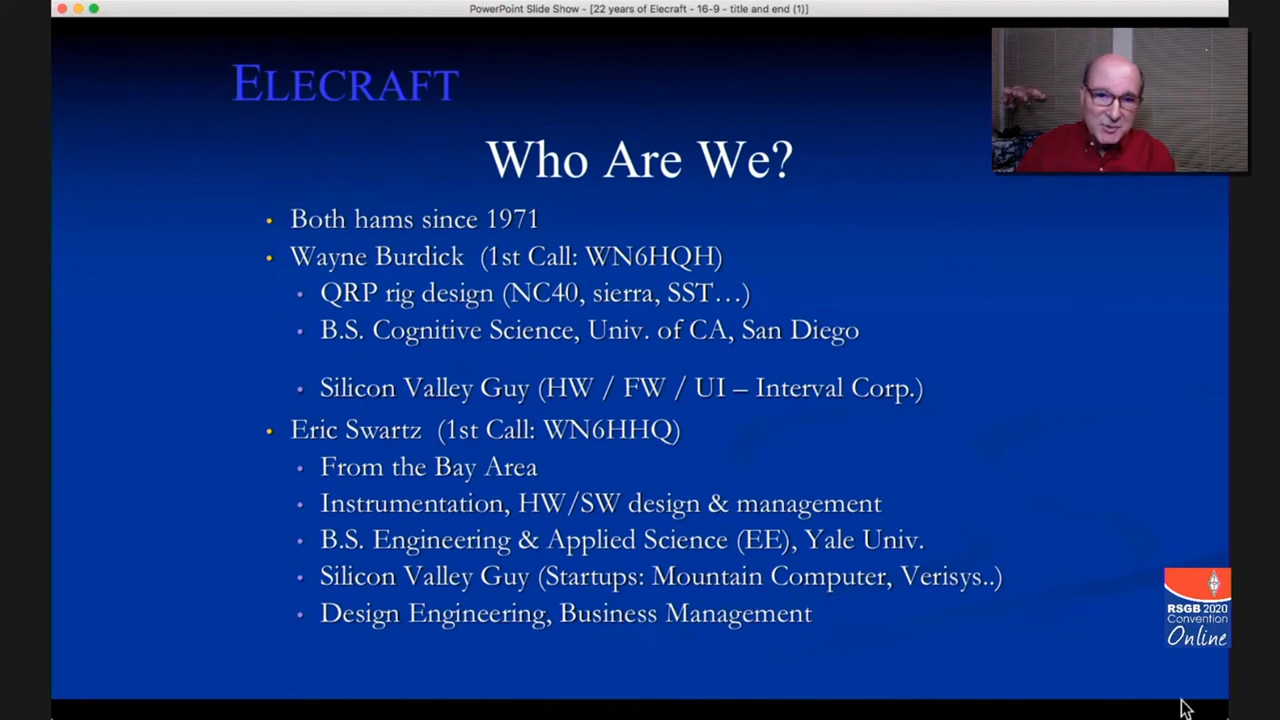 PowerPoint Slide Show - [22 years of Elecraft - 16-9 - title and end (1)]
ELECRAFT
Who Are We?
• Both hams since 1971
• Wayne Burdick (1st Call: WN6HQH)
• QRP rig design (NC40, sierra, SST…)
• B.S. Cognitive Science, Univ. of CA, San Diego
• Silicon Valley Guy (HW / FW / UI – Interval Corp.)
• Eric Swartz (1st Call: WN6HHQ)
• From the Bay Area
• Instrumentation, HW/SW design & management
• B.S. Engineering & Applied Science (EE), Yale Univ.
• Silicon Valley Guy (Startups: Mountain Computer, Verisys..)
• Design Engineering, Business Management
RSGB 2020
Convention
Online